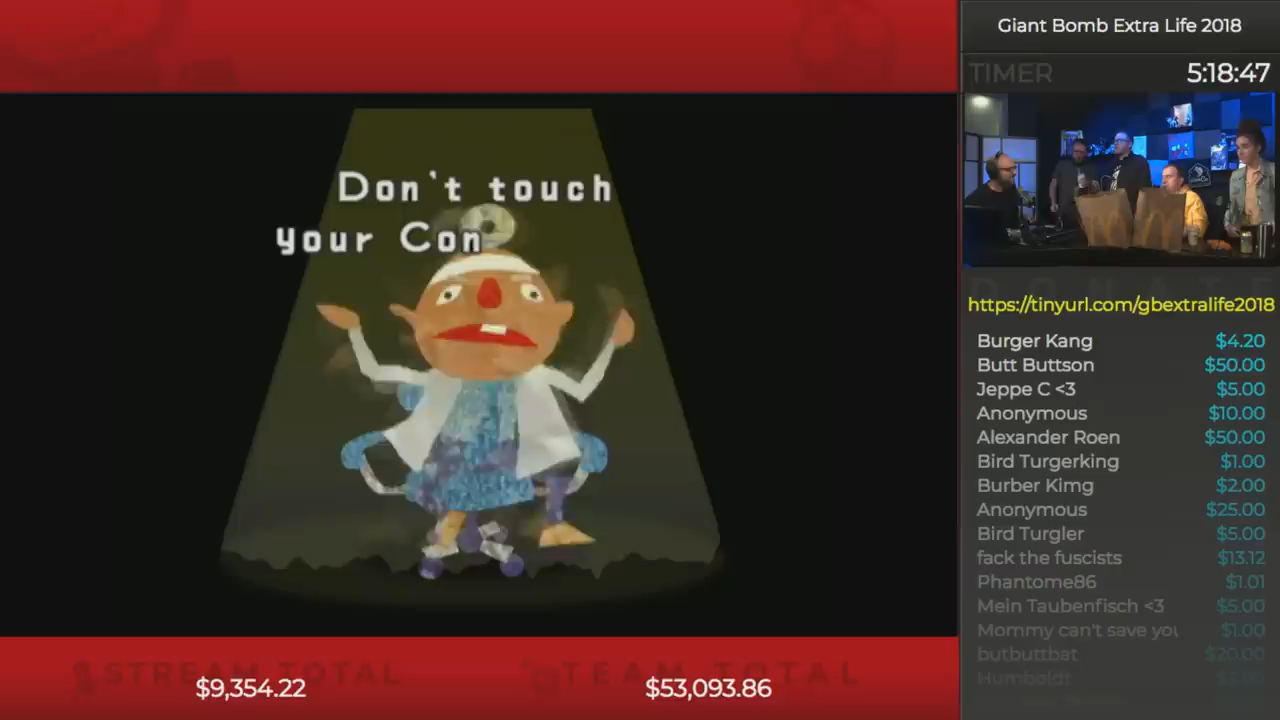 Giant Bomb Extra Life 2018
TIMER
5:18:47
Don't touch
your Con
DONATE
https://tinyurl.com/gbextralife2018
Burger Kang $4.20
Butt Buttson $50.00
Jeppe C <3 $5.00
Anonymous $10.00
Alexander Roen $50.00
Bird Turgerking $1.00
Burber Kimg $2.00
Anonymous $25.00
Bird Turgler $5.00
fack the fuscists $13.12
Phantome86 $1.01
Mein Taubenfisch <3 $5.00
Mommy can't save you $1.00
butbuttbat $20.00
Humboldt
STREAM TOTAL
$9,354.22
TEAM TOTAL
$53,093.86